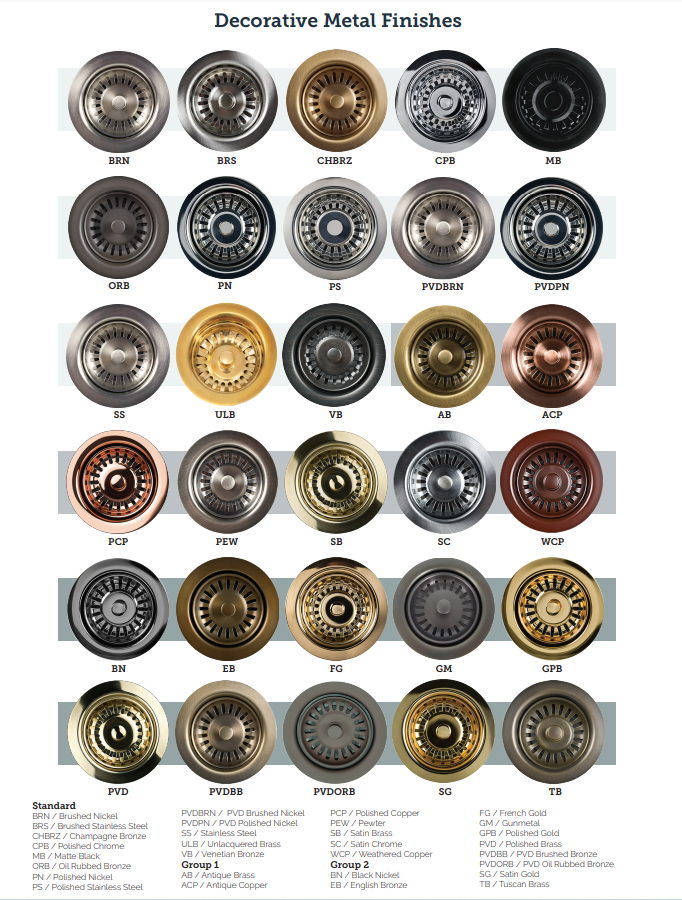 Decorative Metal Finishes
BRN BRS CHBRZ CPB MB
ORB PN PS PVDBRN PVDPN
SS ULB VB AB ACP
PCP PEW SB SC WCP
BN EB FG GM GPB
PVD PVDBB PVDORB SG TB
Standard
BRN / Brushed Nickel
BRS / Brushed Stainless Steel
CHBRZ / Champagne Bronze
CPB / Polished Chrome
MB / Matte Black
ORB / Oil Rubbed Bronze
PN / Polished Nickel
PS / Polished Stainless Steel
PVDBRN / PVD Brushed Nickel
PVDPN / PVD Polished Nickel
SS / Stainless Steel
ULB / Unlacquered Brass
VB / Venetian Bronze
Group 1
AB / Antique Brass
ACP / Antique Copper
PCP / Polished Copper
PEW / Pewter
SB / Satin Brass
SC / Satin Chrome
WCP / Weathered Copper
Group 2
BN / Black Nickel
EB / English Bronze
FG / French Gold
GM / Gunmetal
GPB / Polished Gold
PVD / Polished Brass
PVDBB / PVD Brushed Bronze
PVDORB / PVD Oil Rubbed Bronze
SG / Satin Gold
TB / Tuscan Brass